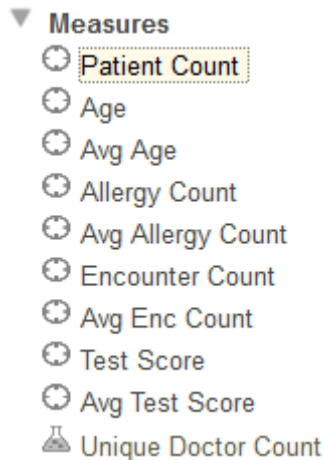 Measures
Patient Count
Age
Avg Age
Allergy Count
Avg Allergy Count
Encounter Count
Avg Enc Count
Test Score
Avg Test Score
Unique Doctor Count